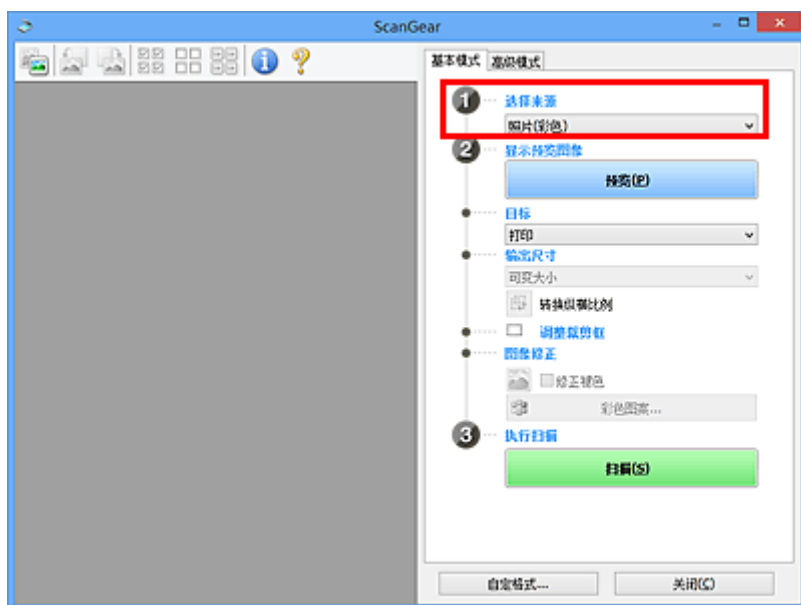 ScanGear
基本模式 高级模式
1 选择来源
照片(彩色)
2 显示预览图像
预览(P)
目标
打印
输出尺寸
可变大小
转换纵横比例
调整裁剪框
图像修正
修正褪色
彩色图案...
3 执行扫描
扫描(S)
自定格式... 关闭(C)